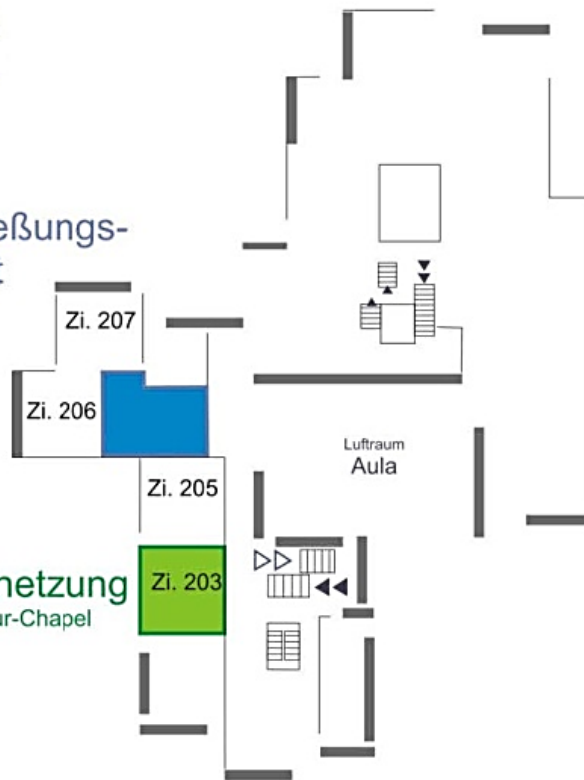 eßungs-
t
Zi. 207
Zi. 206
Luftraum
Aula
Zi. 205
netzung
Zi. 203
ur-Chapel